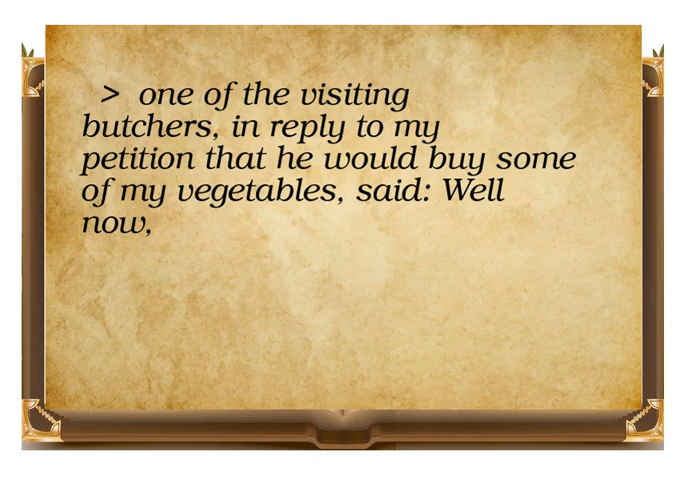 > one of the visiting
butchers, in reply to my
petition that he would buy some
of my vegetables, said: Well
now,